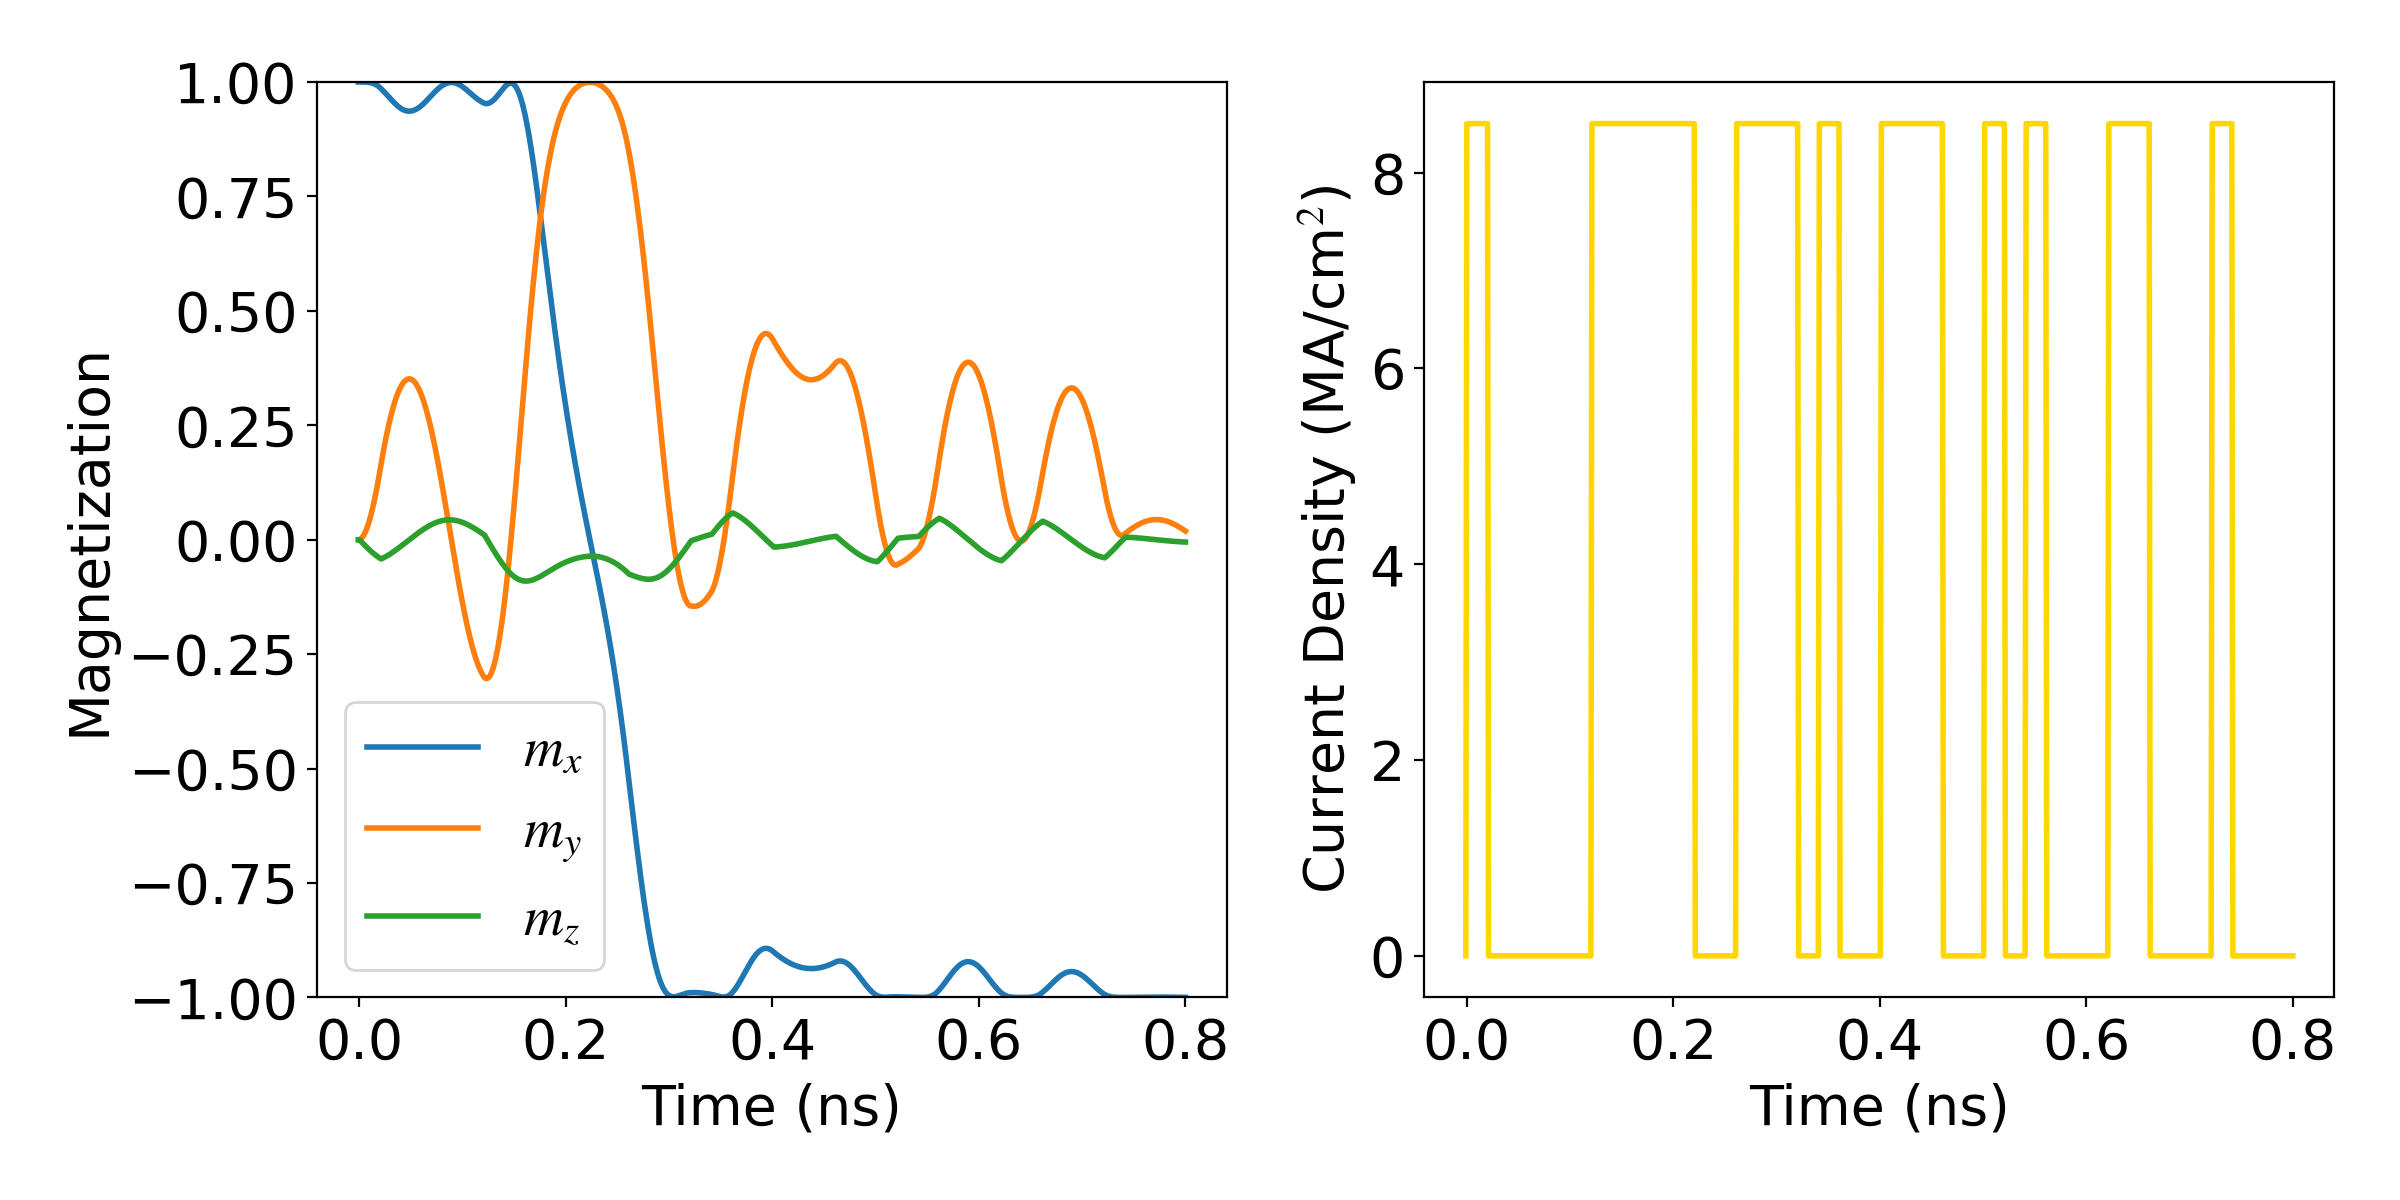 Magnetization
1.00
0.75
0.50
0.25
0.00
−0.25
−0.50
−0.75
−1.00
0.0 0.2 0.4 0.6 0.8
Time (ns)
mₓ
m_y
m_z
Current Density (MA/cm²)
8
6
4
2
0
0.0 0.2 0.4 0.6 0.8
Time (ns)